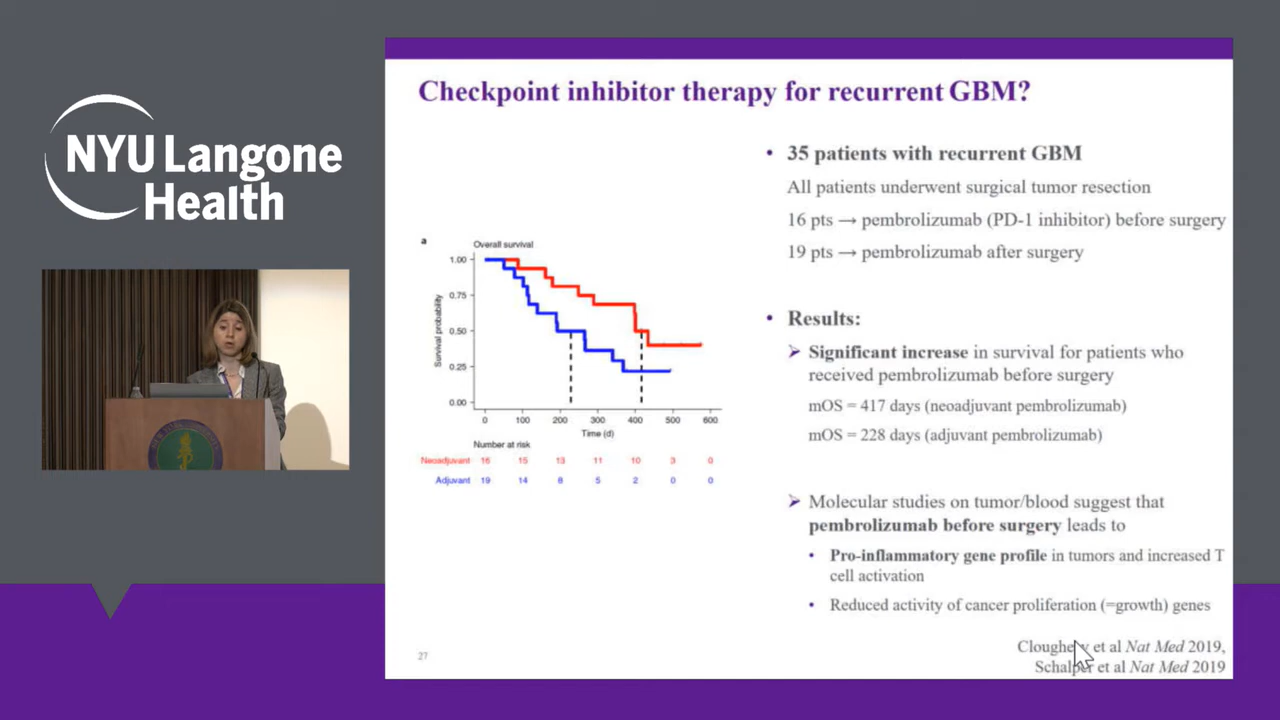 NYU Langone
Health
Checkpoint inhibitor therapy for recurrent GBM?
• 35 patients with recurrent GBM
All patients underwent surgical tumor resection
16 pts → pembrolizumab (PD-1 inhibitor) before surgery
19 pts → pembrolizumab after surgery
• Results:
➤ Significant increase in survival for patients who
received pembrolizumab before surgery
mOS = 417 days (neoadjuvant pembrolizumab)
mOS = 228 days (adjuvant pembrolizumab)
➤ Molecular studies on tumor/blood suggest that
pembrolizumab before surgery leads to
• Pro-inflammatory gene profile in tumors and increased T
cell activation
• Reduced activity of cancer proliferation (=growth) genes
a
Overall survival
Survival probability
1.00
0.75
0.50
0.25
0.00
0 100 200 300 400 500 600
Time (d)
Number at risk
Neoadjuvant 16 15 13 11 10 3 0
Adjuvant 19 14 8 5 2 0 0
et al Nat Med 2019,
et al Nat Med 2019
27